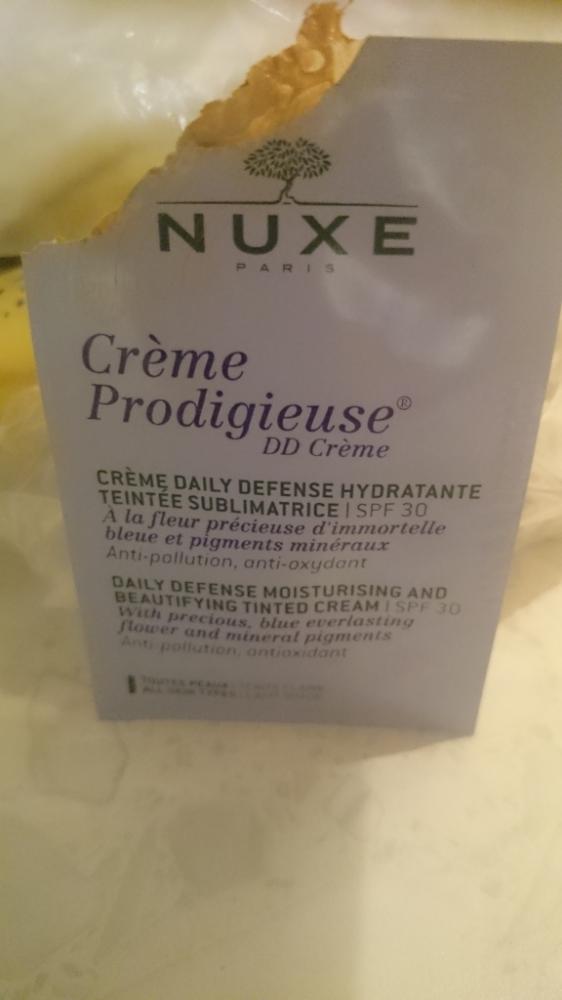 NUXE
PARIS
Crème
Prodigieuse®
DD Crème
CRÈME DAILY DEFENSE HYDRATANTE
TEINTÉE SUBLIMATRICE | SPF 30
À la fleur précieuse d'immortelle
bleue et pigments minéraux
Anti-pollution, anti-oxydant
DAILY DEFENSE MOISTURISING AND
BEAUTIFYING TINTED CREAM | SPF 30
With precious, blue everlasting
flower and mineral pigments
Anti-pollution, antioxidant
TOUTES PEAUX
ALL SKIN TYPES